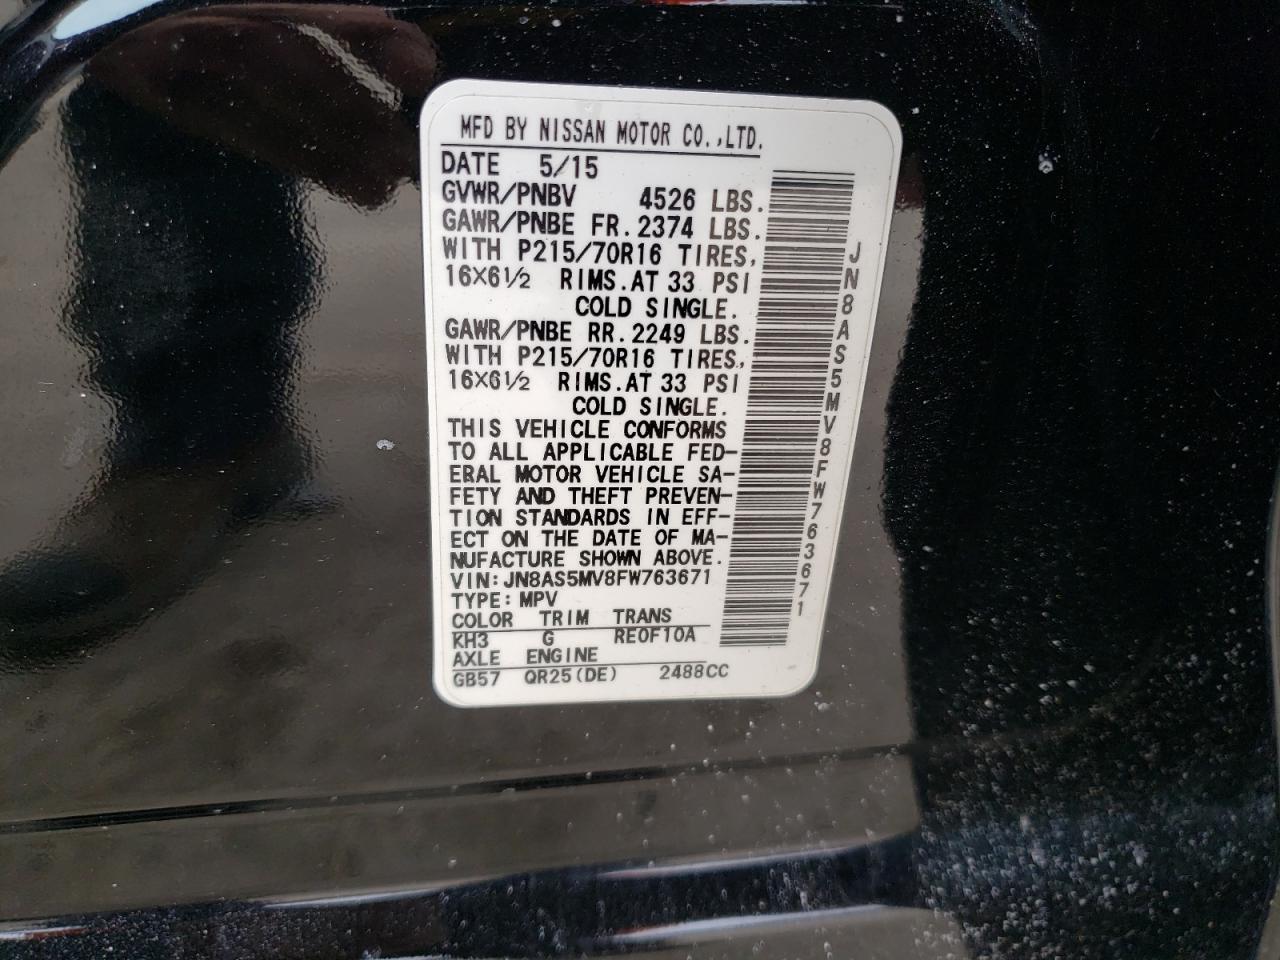 MFD BY NISSAN MOTOR CO.,LTD.
DATE 5/15
GVWR/PNBV 4526 LBS.
GAWR/PNBE FR.2374 LBS.
WITH P215/70R16 TIRES,
16X6½ RIMS.AT 33 PSI
COLD SINGLE.
GAWR/PNBE RR.2249 LBS.
WITH P215/70R16 TIRES,
16X6½ RIMS.AT 33 PSI
COLD SINGLE.
THIS VEHICLE CONFORMS
TO ALL APPLICABLE FED-
ERAL MOTOR VEHICLE SA-
FETY AND THEFT PREVEN-
TION STANDARDS IN EFF-
ECT ON THE DATE OF MA-
NUFACTURE SHOWN ABOVE.
VIN:JN8AS5MV8FW763671
TYPE:MPV
COLOR TRIM TRANS
KH3 G RE0F10A
AXLE ENGINE
GB57 QR25(DE) 2488CC
JN8AS5MV8FW763671